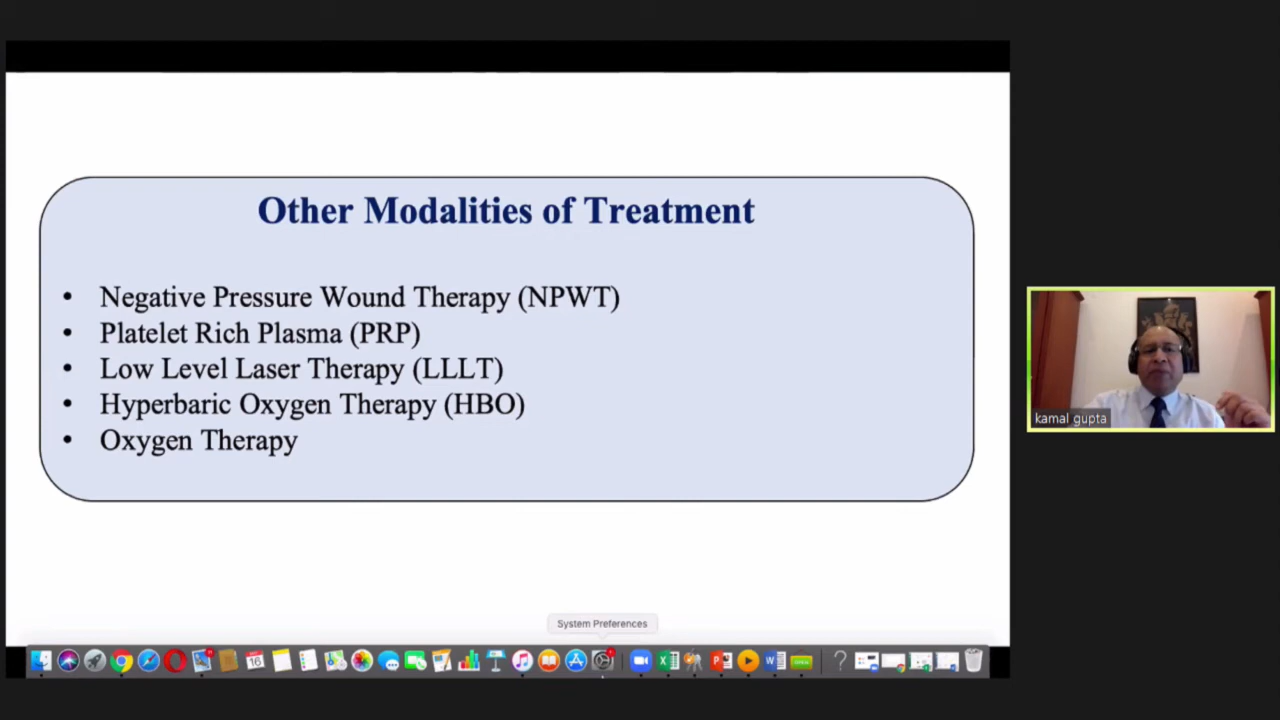 Other Modalities of Treatment
• Negative Pressure Wound Therapy (NPWT)
• Platelet Rich Plasma (PRP)
• Low Level Laser Therapy (LLLT)
• Hyperbaric Oxygen Therapy (HBO)
• Oxygen Therapy
kamal gupta
System Preferences
16